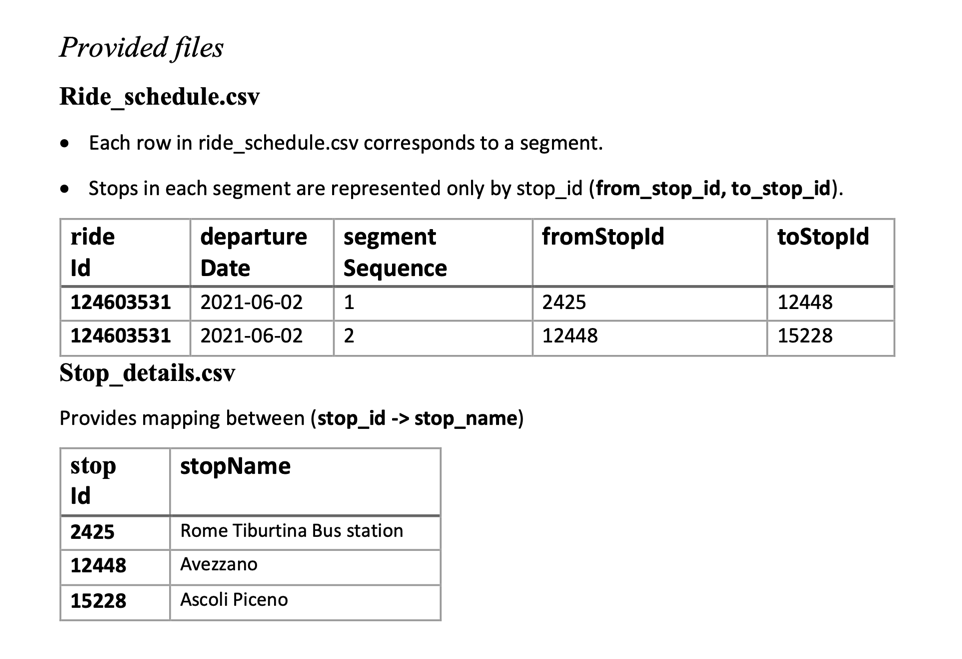 Provided files
Ride_schedule.csv
• Each row in ride_schedule.csv corresponds to a segment.
• Stops in each segment are represented only by stop_id (from_stop_id, to_stop_id).
ride Id departure Date segment Sequence fromStopId toStopId
124603531 2021-06-02 1 2425 12448
124603531 2021-06-02 2 12448 15228
Stop_details.csv
Provides mapping between (stop_id -> stop_name)
stop Id stopName
2425 Rome Tiburtina Bus station
12448 Avezzano
15228 Ascoli Piceno